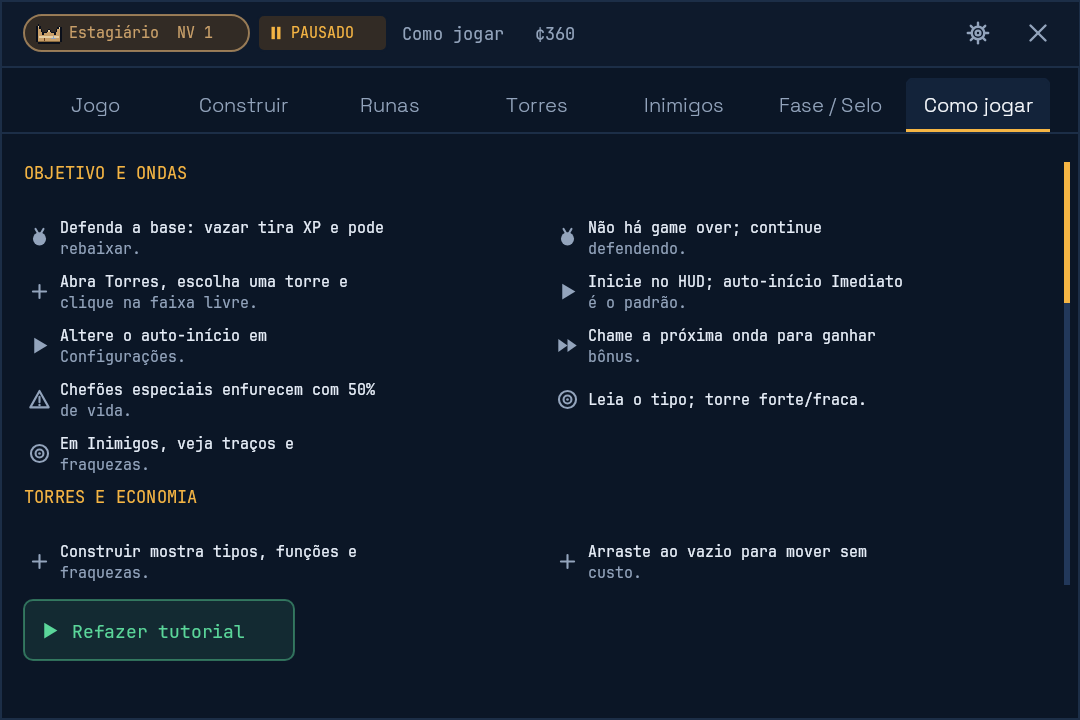 Estagiário NV 1 PAUSADO Como jogar ₵360
Jogo Construir Runas Torres Inimigos Fase / Selo Como jogar
OBJETIVO E ONDAS
Defenda a base: vazar tira XP e pode
rebaixar.
Não há game over; continue
defendendo.
Abra Torres, escolha uma torre e
clique na faixa livre.
Inicie no HUD; auto-início Imediato
é o padrão.
Altere o auto-início em
Configurações.
Chame a próxima onda para ganhar
bônus.
Chefões especiais enfurecem com 50%
de vida.
Leia o tipo; torre forte/fraca.
Em Inimigos, veja traços e
fraquezas.
TORRES E ECONOMIA
Construir mostra tipos, funções e
fraquezas.
Arraste ao vazio para mover sem
custo.
Refazer tutorial